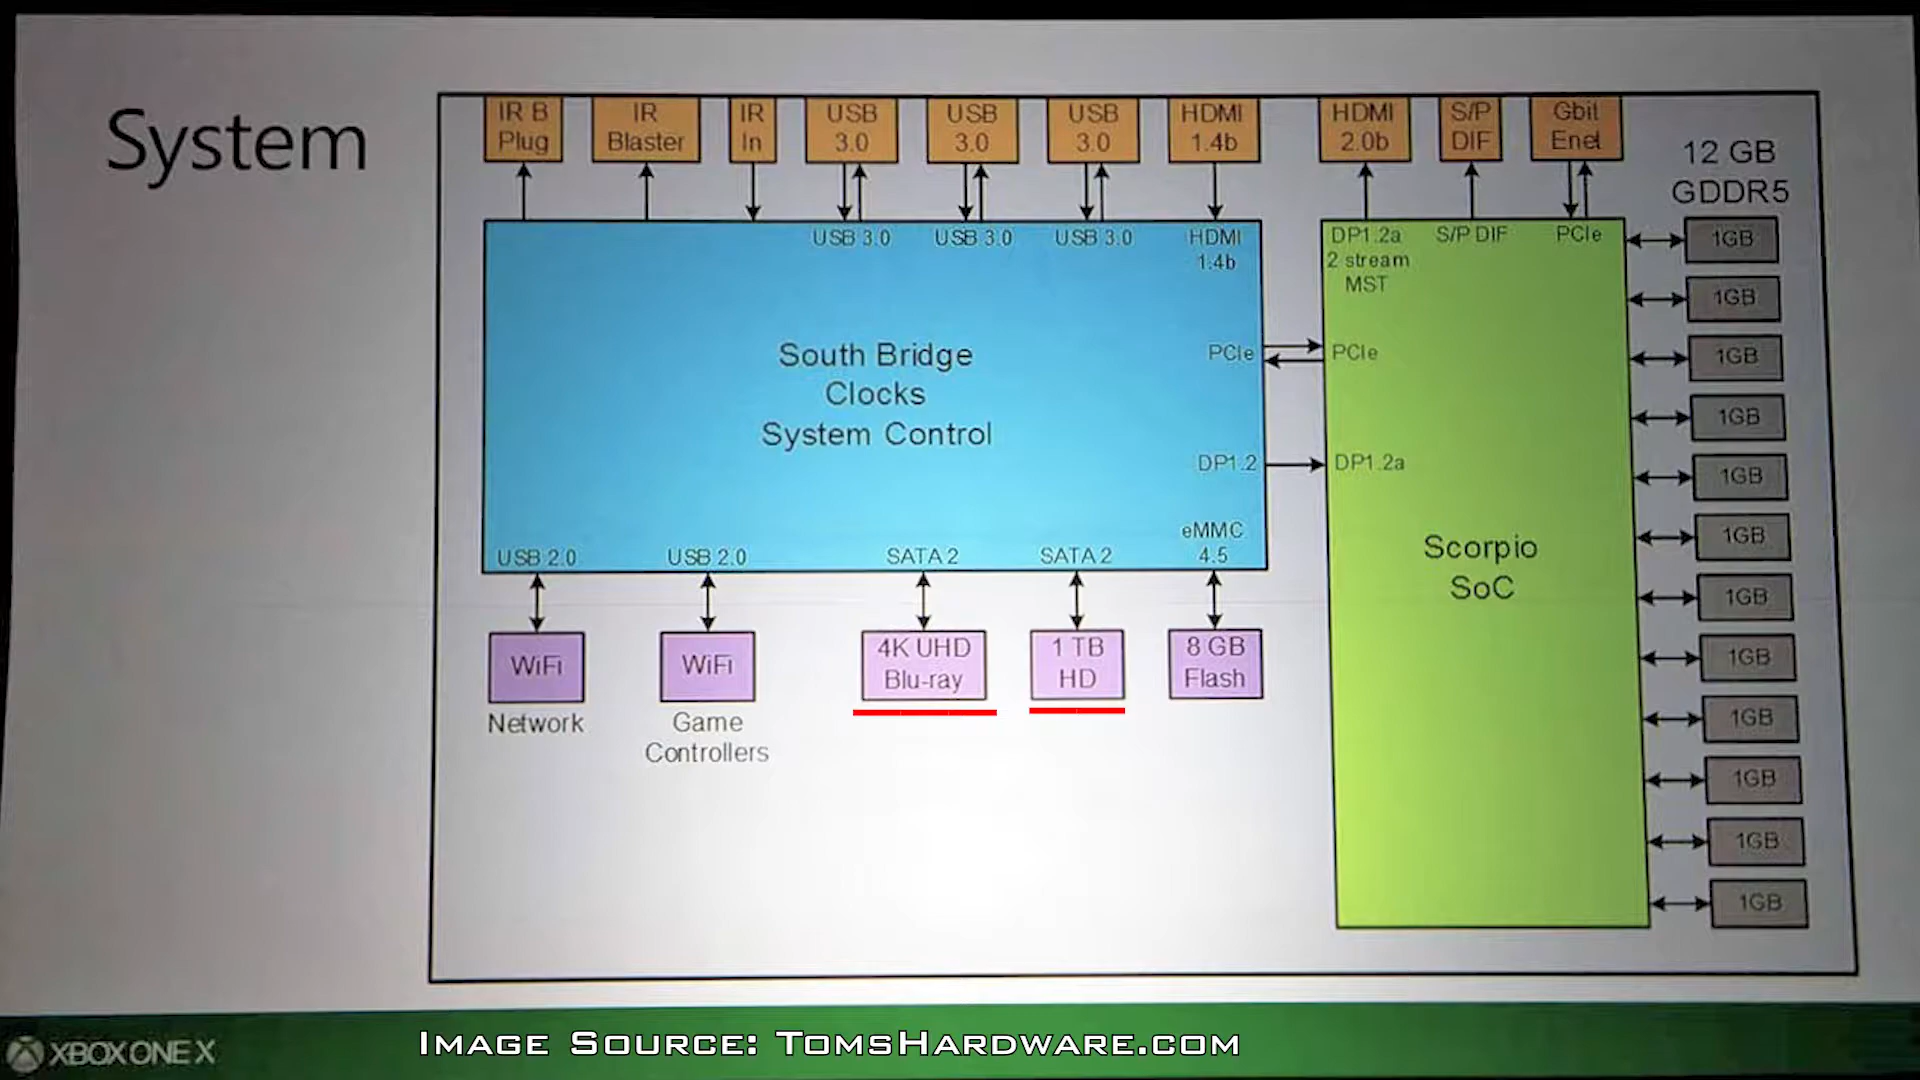 System
IR B
Plug
IR
Blaster
IR
In
USB
3.0
USB
3.0
USB
3.0
HDMI
1.4b
HDMI
2.0b
S/P
DIF
Gbit
Enet
12 GB
GDDR5
USB 3.0
USB 3.0
USB 3.0
HDMI
1.4b
DP1.2a
2 stream
MST
S/P DIF
PCIe
South Bridge
Clocks
System Control
PCIe
PCIe
DP1.2
DP1.2a
Scorpio
SoC
USB 2.0
USB 2.0
SATA 2
SATA 2
eMMC
4.5
WiFi
Network
WiFi
Game
Controllers
4K UHD
Blu-ray
1 TB
HD
8 GB
Flash
1GB
1GB
1GB
1GB
1GB
1GB
1GB
1GB
1GB
1GB
1GB
1GB
XBOX ONE X
Image Source: TomsHardware.com